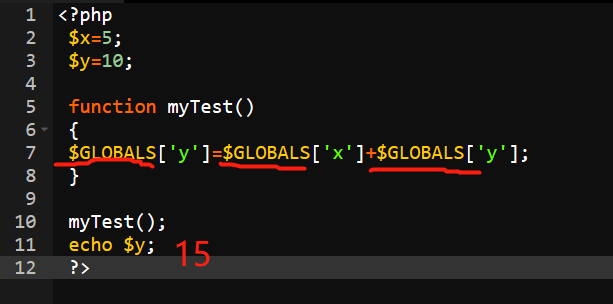 1 <?php
2 $x=5;
3 $y=10;
4
5 function myTest()
6 {
7 $GLOBALS['y']=$GLOBALS['x']+$GLOBALS['y'];
8 }
9
10 myTest();
11 echo $y; 15
12 ?>